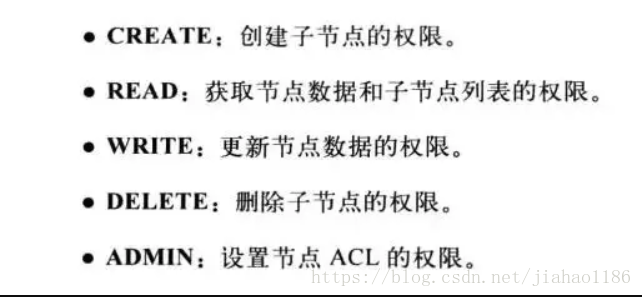 • CREATE：创建子节点的权限。
• READ：获取节点数据和子节点列表的权限。
• WRITE：更新节点数据的权限。
• DELETE：删除子节点的权限。
• ADMIN：设置节点 ACL 的权限。
https://blog.csdn.net/jiahao1186